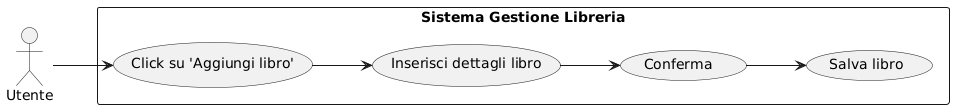 Sistema Gestione Libreria
Utente
Click su 'Aggiungi libro'
Inserisci dettagli libro
Conferma
Salva libro